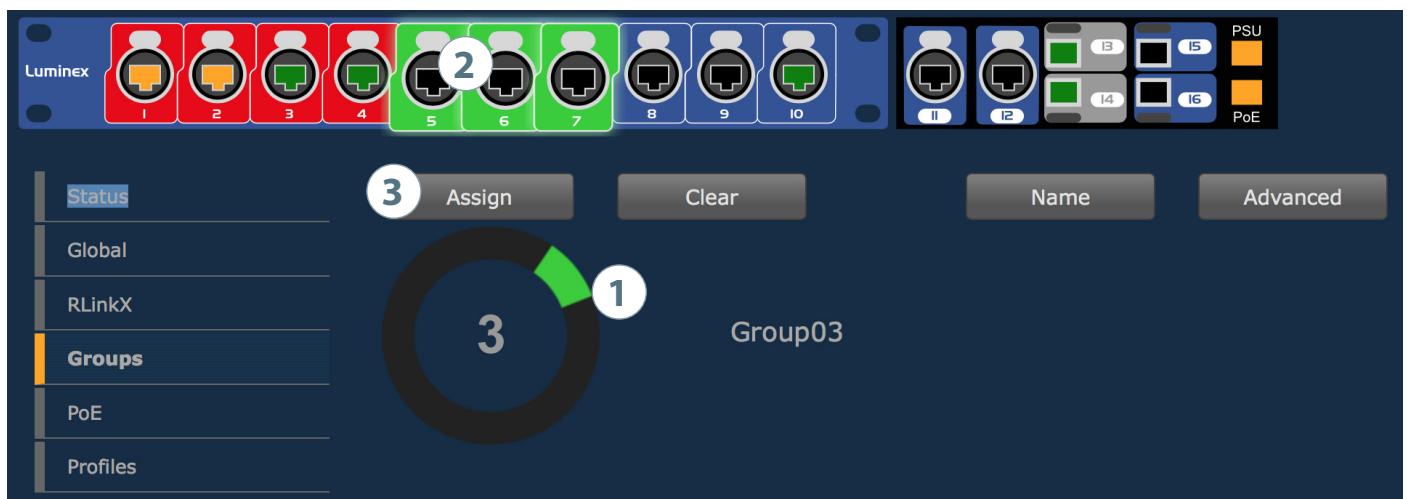 Luminex
1 2 3 4 5 6 7 8 9 10
2
11 12
13 15
14 16
PSU
PoE
Status
Global
RLinkX
Groups
PoE
Profiles
3
Assign Clear Name Advanced
1
3
Group03